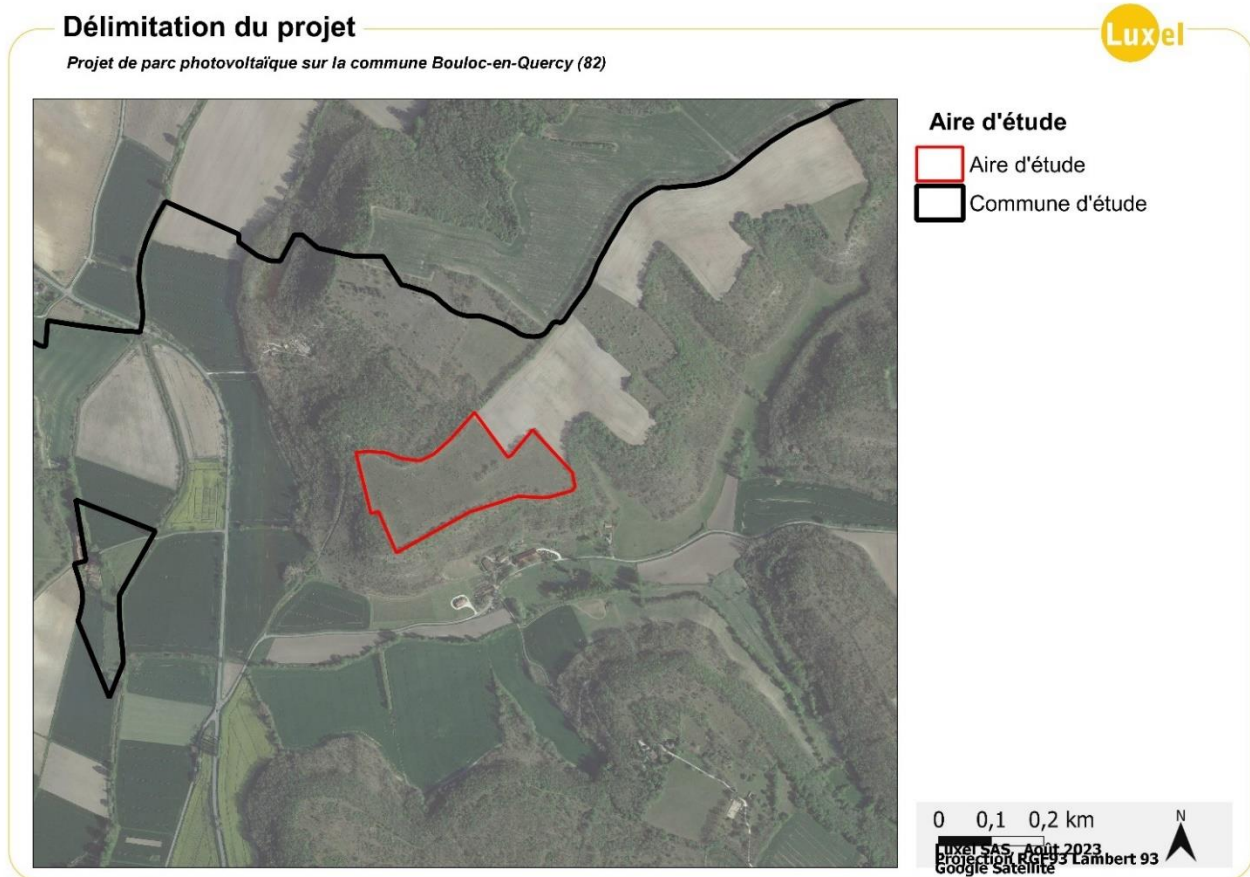 Délimitation du projet
Luxel
Projet de parc photovoltaïque sur la commune Bouloc-en-Quercy (82)
Aire d'étude
Aire d'étude
Commune d'étude
0 0,1 0,2 km
N
Luxel SAS, Août 2023
Projection RGF93 Lambert 93
Google Satellite